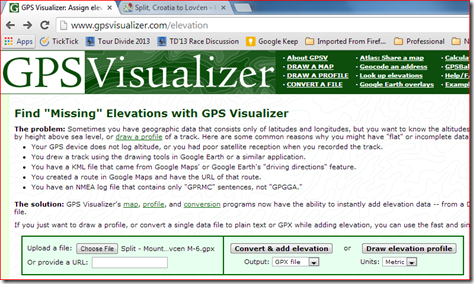 GPS Visualizer: Assign elev
Split, Croatia to Lovćen -
www.gpsvisualizer.com/elevation
Apps
TickTick
Tour Divide 2013
TD'13 Race Discussion
Google Keep
Imported From Firef...
Professional
GPSVisualizer
• About GPSV
• DRAW A MAP
• DRAW A PROFILE
• CONVERT A FILE
• Atlas: Share a map
• Geocode an address
• Look up elevations
• Google Earth overlays
• Calcula
• GPSBa
• Help/F
• Example
Find "Missing" Elevations with GPS Visualizer
The problem: Sometimes you have geographic data that consists only of latitudes and longitudes, but you want to know the altitudes
by height above sea level, or draw a profile of a track. Here are some common reasons why you might have "flat" or incomplete data
• Your GPS device does not log altitude, or you had poor satellite reception when you recorded the track.
• You drew a track using the drawing tools in Google Earth or a similar application.
• You have a KML file that came from Google Maps' or Google Earth's "driving directions" feature.
• You created a route in Google Maps and have the URL of that route.
• You have an NMEA log file that contains only "GPRMC" sentences, not "GPGGA."
The solution: GPS Visualizer's map, profile, and conversion programs now have the ability to instantly add elevation data -- from a D
file.
If you just want to draw a profile, or convert a single data file to plain text or GPX while adding elevation, you can use the fast and sim
Upload a file: Choose File Split - Mount...vcen M-6.gpx
Or provide a URL:
Convert & add elevation or Draw elevation profile
Output: GPX file Units: Metric